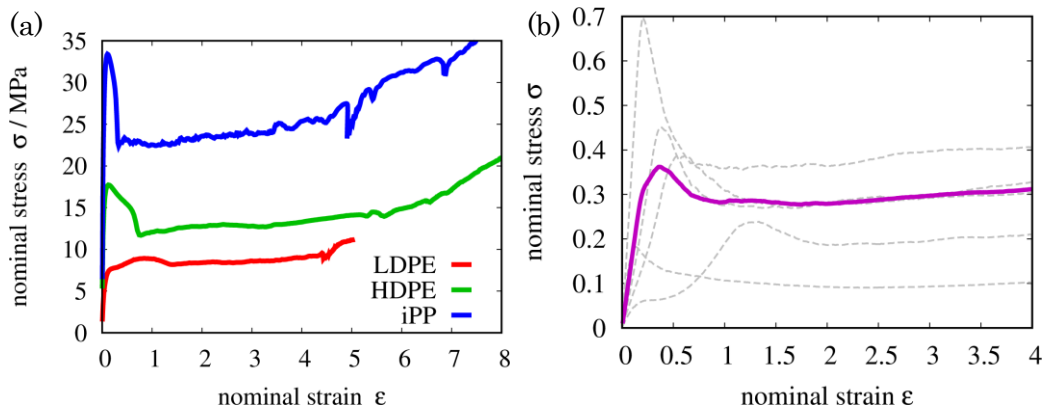 (a)
nominal stress σ / MPa
35
30
25
20
15
10
5
0
0 1 2 3 4 5 6 7 8
nominal strain ε
LDPE
HDPE
iPP
(b)
nominal stress σ
0.7
0.6
0.5
0.4
0.3
0.2
0.1
0
0 0.5 1 1.5 2 2.5 3 3.5 4
nominal strain ε